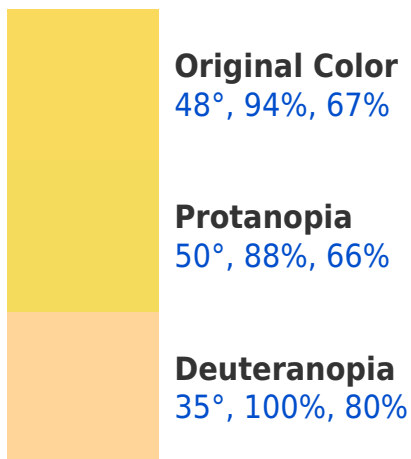 Original Color
48°, 94%, 67%
Protanopia
50°, 88%, 66%
Deuteranopia
35°, 100%, 80%